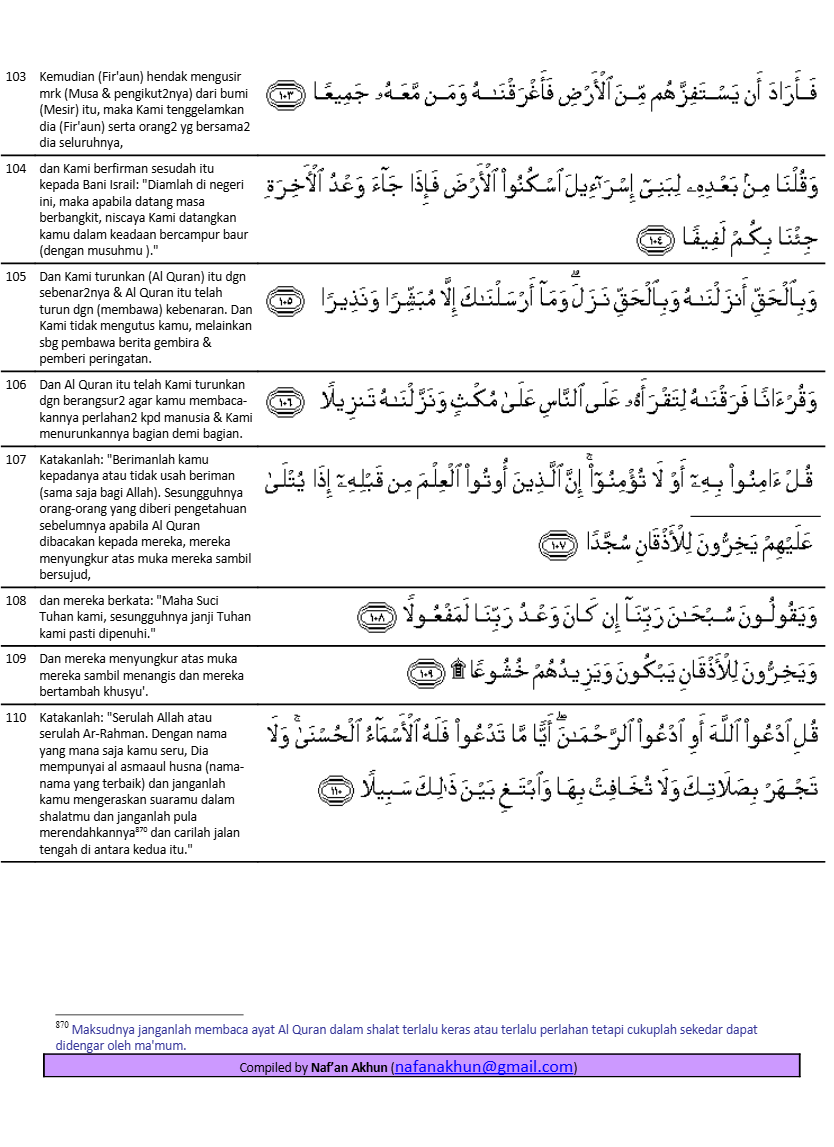 103 Kemudian (Fir'aun) hendak mengusir
mrk (Musa & pengikut2nya) dari bumi
(Mesir) itu, maka Kami tenggelamkan
dia (Fir'aun) serta orang2 yg bersama2
dia seluruhnya,
فَأَرَادَ أَن يَسْتَفِزَّهُم مِّنَ ٱلْأَرْضِ فَأَغْرَقْنَـٰهُ وَمَن مَّعَهُۥ جَمِيعًا ١٠٣
104 dan Kami berfirman sesudah itu
kepada Bani Israil: "Diamlah di negeri
ini, maka apabila datang masa
berbangkit, niscaya Kami datangkan
kamu dalam keadaan bercampur baur
(dengan musuhmu )."
وَقُلْنَا مِنۢ بَعْدِهِۦ لِبَنِىٓ إِسْرَٰٓءِيلَ ٱسْكُنُوا۟ ٱلْأَرْضَ فَإِذَا جَآءَ وَعْدُ ٱلْـَٔاخِرَةِ
جِئْنَا بِكُمْ لَفِيفًا ١٠٤
105 Dan Kami turunkan (Al Quran) itu dgn
sebenar2nya & Al Quran itu telah
turun dgn (membawa) kebenaran. Dan
Kami tidak mengutus kamu, melainkan
sbg pembawa berita gembira &
pemberi peringatan.
وَبِٱلْحَقِّ أَنزَلْنَـٰهُ وَبِٱلْحَقِّ نَزَلَ ۗ وَمَآ أَرْسَلْنَـٰكَ إِلَّا مُبَشِّرًا وَنَذِيرًا ١٠٥
106 Dan Al Quran itu telah Kami turunkan
dgn berangsur2 agar kamu membaca-
kannya perlahan2 kpd manusia & Kami
menurunkannya bagian demi bagian.
وَقُرْءَانًا فَرَقْنَـٰهُ لِتَقْرَأَهُۥ عَلَى ٱلنَّاسِ عَلَىٰ مُكْثٍ وَنَزَّلْنَـٰهُ تَنزِيلًا ١٠٦
107 Katakanlah: "Berimanlah kamu
kepadanya atau tidak usah beriman
(sama saja bagi Allah). Sesungguhnya
orang-orang yang diberi pengetahuan
sebelumnya apabila Al Quran
dibacakan kepada mereka, mereka
menyungkur atas muka mereka sambil
bersujud,
قُلْ ءَامِنُوا۟ بِهِۦٓ أَوْ لَا تُؤْمِنُوٓا۟ ۚ إِنَّ ٱلَّذِينَ أُوتُوا۟ ٱلْعِلْمَ مِن قَبْلِهِۦٓ إِذَا يُتْلَىٰ
عَلَيْهِمْ يَخِرُّونَ لِلْأَذْقَانِ سُجَّدًا ١٠٧
108 dan mereka berkata: "Maha Suci
Tuhan kami, sesungguhnya janji Tuhan
kami pasti dipenuhi."
وَيَقُولُونَ سُبْحَـٰنَ رَبِّنَآ إِن كَانَ وَعْدُ رَبِّنَا لَمَفْعُولًا ١٠٨
109 Dan mereka menyungkur atas muka
mereka sambil menangis dan mereka
bertambah khusyu'.
وَيَخِرُّونَ لِلْأَذْقَانِ يَبْكُونَ وَيَزِيدُهُمْ خُشُوعًا ۩ ١٠٩
110 Katakanlah: "Serulah Allah atau
serulah Ar-Rahman. Dengan nama
yang mana saja kamu seru, Dia
mempunyai al asmaaul husna (nama-
nama yang terbaik) dan janganlah
kamu mengeraskan suaramu dalam
shalatmu dan janganlah pula
merendahkannya⁸⁷⁰ dan carilah jalan
tengah di antara kedua itu."
قُلِ ٱدْعُوا۟ ٱللَّهَ أَوِ ٱدْعُوا۟ ٱلرَّحْمَـٰنَ ۖ أَيًّا مَّا تَدْعُوا۟ فَلَهُ ٱلْأَسْمَآءُ ٱلْحُسْنَىٰ ۚ وَلَا
تَجْهَرْ بِصَلَاتِكَ وَلَا تُخَافِتْ بِهَا وَٱبْتَغِ بَيْنَ ذَٰلِكَ سَبِيلًا ١١٠
⁸⁷⁰ Maksudnya janganlah membaca ayat Al Quran dalam shalat terlalu keras atau terlalu perlahan tetapi cukuplah sekedar dapat
didengar oleh ma'mum.
Compiled by Naf’an Akhun (nafanakhun@gmail.com)